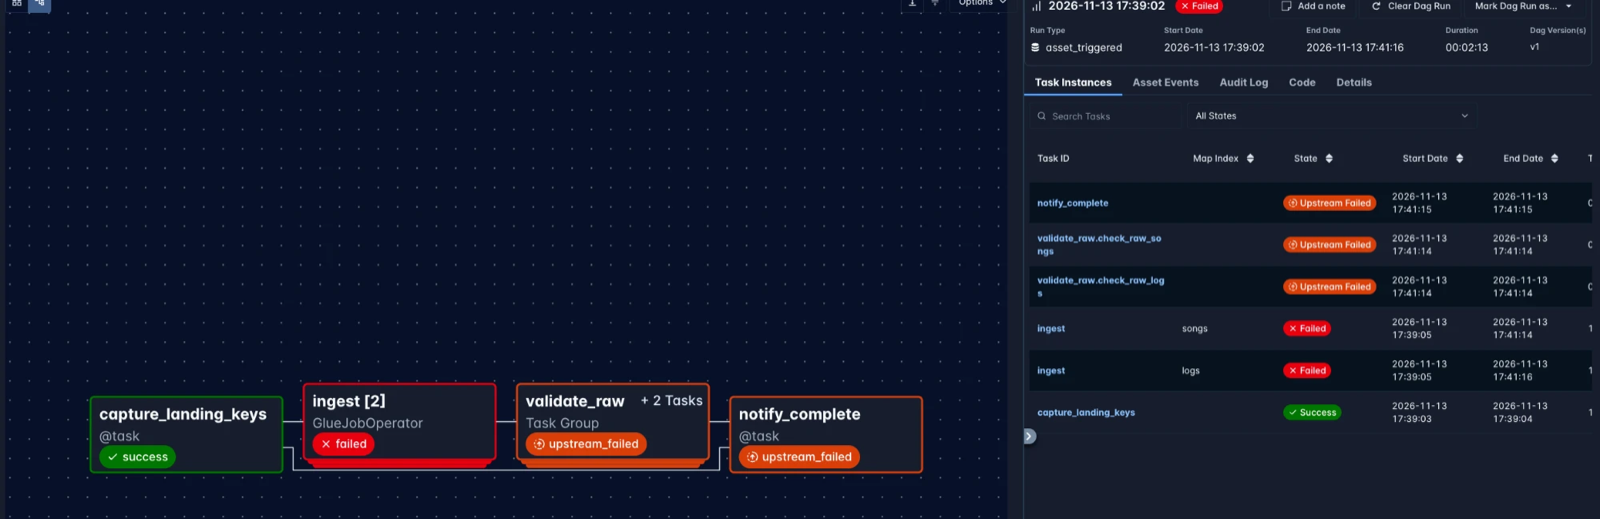 Options
2026-11-13 17:39:02
Failed
Add a note
Clear Dag Run
Mark Dag Run as...
Run Type
Start Date
End Date
Duration
Dag Version(s)
asset_triggered
2026-11-13 17:39:02
2026-11-13 17:41:16
00:02:13
v1
Task Instances
Asset Events
Audit Log
Code
Details
Search Tasks
All States
Task ID
Map Index
State
Start Date
End Date
notify_complete
Upstream Failed
2026-11-13
17:41:15
2026-11-13
17:41:15
validate_raw.check_raw_so
ngs
Upstream Failed
2026-11-13
17:41:14
2026-11-13
17:41:14
validate_raw.check_raw_log
s
Upstream Failed
2026-11-13
17:41:14
2026-11-13
17:41:14
ingest
songs
Failed
2026-11-13
17:39:05
2026-11-13
17:41:14
ingest
logs
Failed
2026-11-13
17:39:05
2026-11-13
17:41:16
capture_landing_keys
Success
2026-11-13
17:39:03
2026-11-13
17:39:04
capture_landing_keys
@task
success
ingest [2]
GlueJobOperator
failed
validate_raw
+ 2 Tasks
Task Group
upstream_failed
notify_complete
@task
upstream_failed